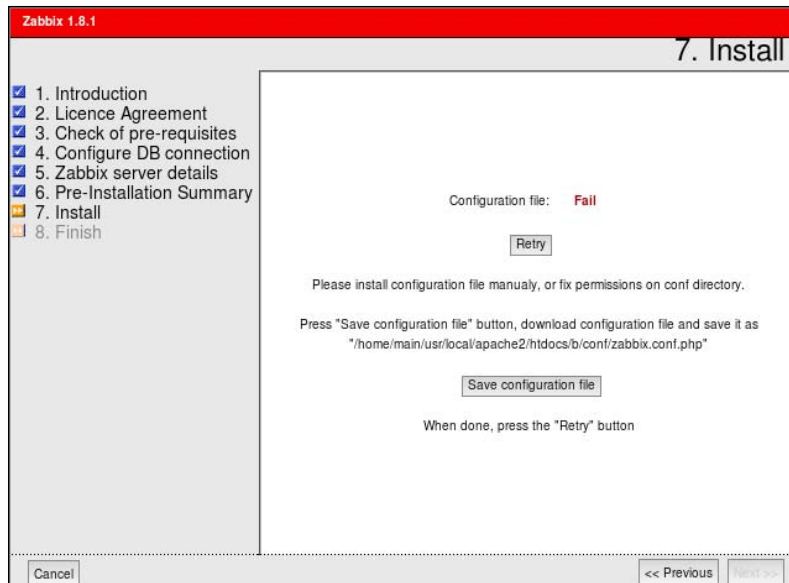 Zabbix 1.8.1
7. Install
1. Introduction
2. Licence Agreement
3. Check of pre-requisites
4. Configure DB connection
5. Zabbix server details
6. Pre-Installation Summary
7. Install
8. Finish
Configuration file: Fail
Retry
Please install configuration file manualy, or fix permissions on conf directory.
Press "Save configuration file" button, download configuration file and save it as
"/home/main/usr/local/apache2/htdocs/b/conf/zabbix.conf.php"
Save configuration file
When done, press the "Retry" button
Cancel
<< Previous
Next >>